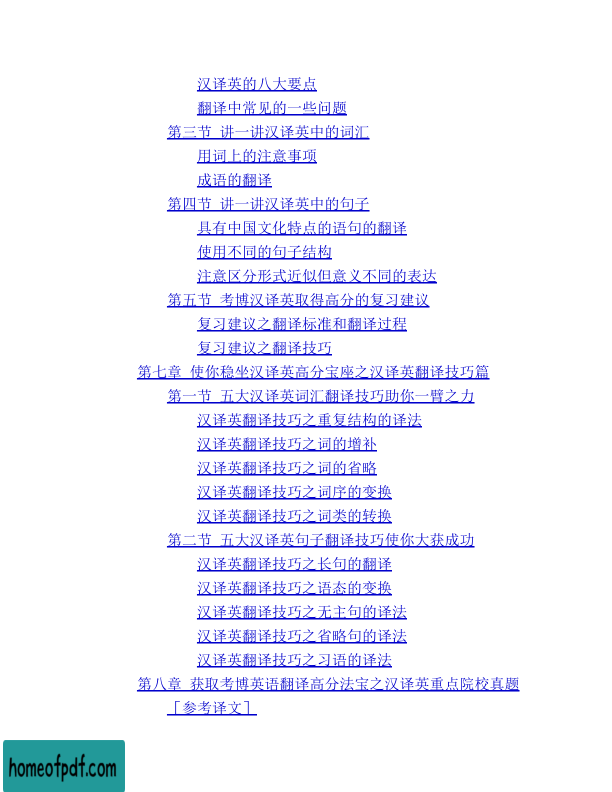 汉译英的八大要点
翻译中常见的一些问题
第三节 讲一讲汉译英中的词汇
用词上的注意事项
成语的翻译
第四节 讲一讲汉译英中的句子
具有中国文化特点的语句的翻译
使用不同的句子结构
注意区分形式近似但意义不同的表达
第五节 考博汉译英取得高分的复习建议
复习建议之翻译标准和翻译过程
复习建议之翻译技巧
第七章 使你稳坐汉译英高分宝座之汉译英翻译技巧篇
第一节 五大汉译英词汇翻译技巧助你一臂之力
汉译英翻译技巧之重复结构的译法
汉译英翻译技巧之词的增补
汉译英翻译技巧之词的省略
汉译英翻译技巧之词序的变换
汉译英翻译技巧之词类的转换
第二节 五大汉译英句子翻译技巧使你大获成功
汉译英翻译技巧之长句的翻译
汉译英翻译技巧之语态的变换
汉译英翻译技巧之无主句的译法
汉译英翻译技巧之省略句的译法
汉译英翻译技巧之习语的译法
第八章 获取考博英语翻译高分法宝之汉译英重点院校真题
［参考译文］
homeofpdf.com